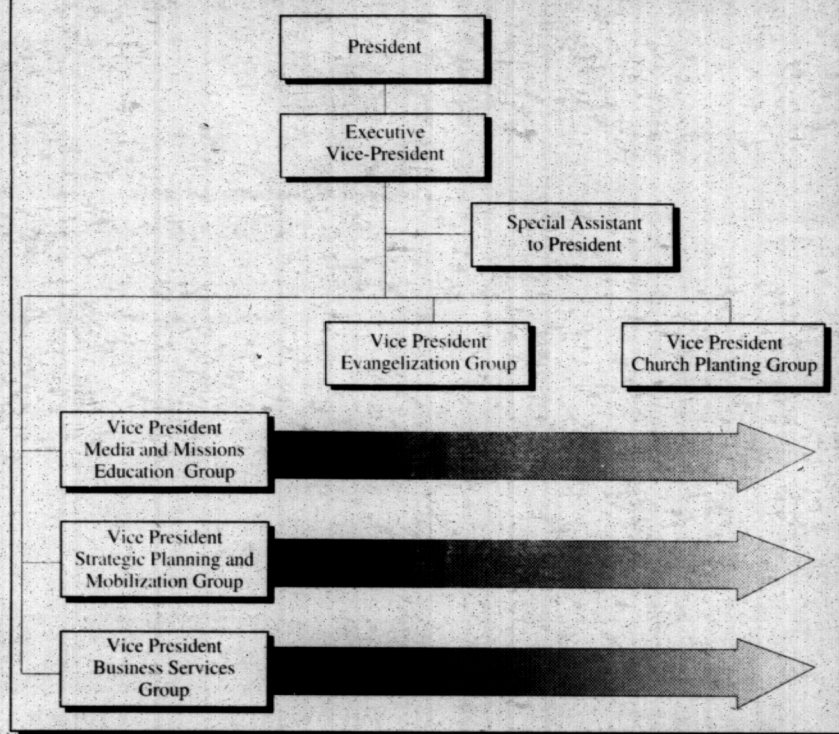 President
Executive
Vice-President
Special Assistant
to President
Vice President
Evangelization Group
Vice President
Church Planting Group
Vice President
Media and Missions
Education Group
Vice President
Strategic Planning and
Mobilization Group
Vice President
Business Services
Group